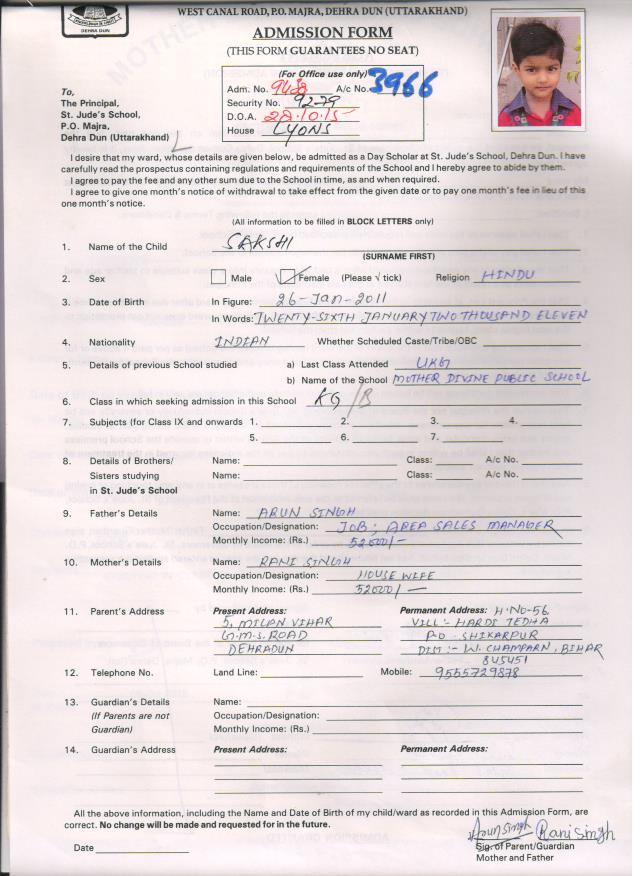 DEHRA DUN
WEST CANAL ROAD, P.O. MAJRA, DEHRA DUN (UTTARAKHAND)
ADMISSION FORM
(THIS FORM GUARANTEES NO SEAT)
(For Office use only)
Adm. No. 9428 A/c No. 3966
Security No. 9279
D.O.A. 28.10.15
House LYONS
To,
The Principal,
St. Jude's School,
P.O. Majra,
Dehra Dun (Uttarakhand)
I desire that my ward, whose details are given below, be admitted as a Day Scholar at St. Jude's School, Dehra Dun. I have
carefully read the prospectus containing regulations and requirements of the School and I hereby agree to abide by them.
I agree to pay the fee and any other sum due to the School in time, as and when required.
I agree to give one month's notice of withdrawal to take effect from the given date or to pay one month's fee in lieu of this
one month's notice.
(All information to be filled in BLOCK LETTERS only)
1. Name of the Child SAKSHI
(SURNAME FIRST)
2. Sex Male Female (Please √ tick) Religion HINDU
3. Date of Birth In Figure: 26-Jan-2011
In Words: TWENTY-SIXTH JANUARY TWO THOUSAND ELEVEN
4. Nationality INDIAN Whether Scheduled Caste/Tribe/OBC
5. Details of previous School studied a) Last Class Attended UKG
b) Name of the School MOTHER DIVINE PUBLIC SCHOOL
6. Class in which seeking admission in this School KG/B
7. Subjects (for Class IX and onwards 1. 2. 3. 4.
5. 6. 7.
8. Details of Brothers/ Name: Class: A/c No.
Sisters studying Name: Class: A/c No.
in St. Jude's School
9. Father's Details Name: ARUN SINGH
Occupation/Designation: JOB; AREA SALES MANAGER
Monthly Income: (Rs.) 52000/-
10. Mother's Details Name: RANI SINGH
Occupation/Designation: HOUSE WIFE
Monthly Income: (Rs.) 52000/-
11. Parent's Address Present Address: Permanent Address: H.NO-56
5, MILAN VIHAR VILL:- HARDI TEDHA
G.M.S. ROAD P.O- SHIKARPUR
DEHRADUN DIST:- W. CHAMPARN, BIHAR
845451
12. Telephone No. Land Line: Mobile: 9555729878
13. Guardian's Details Name:
(If Parents are not Occupation/Designation:
Guardian) Monthly Income: (Rs.)
14. Guardian's Address Present Address: Permanent Address:
All the above information, including the Name and Date of Birth of my child/ward as recorded in this Admission Form, are
correct. No change will be made and requested for in the future.
Arun Singh Rani Singh
Date Sig. of Parent/Guardian
Mother and Father